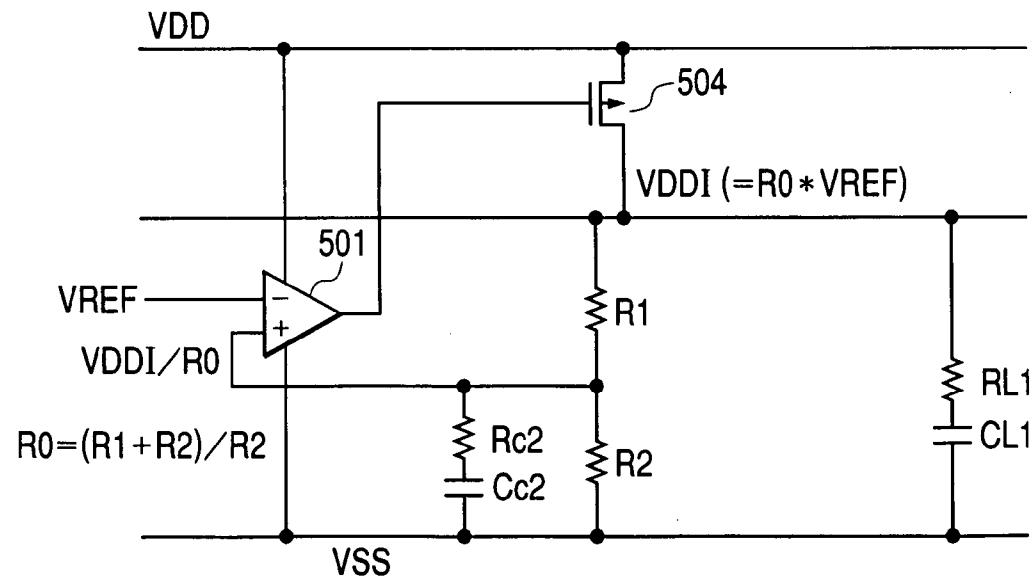 VDD
504
VDDI (=R0*VREF)
501
VREF
−
+
R1
VDDI/R0
RL1
CL1
R0=(R1+R2)/R2
Rc2
R2
Cc2
VSS